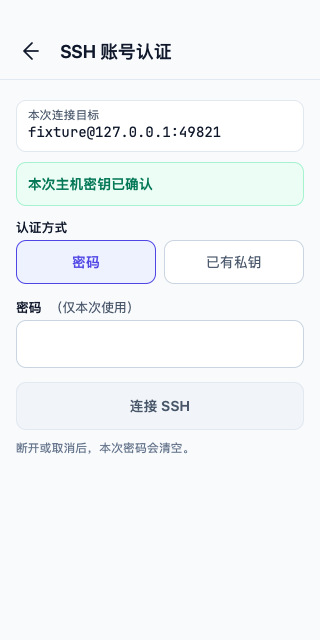 SSH 账号认证
本次连接目标
fixture@127.0.0.1:49821
本次主机密钥已确认
认证方式
密码
已有私钥
密码 （仅本次使用）
连接 SSH
断开或取消后，本次密码会清空。